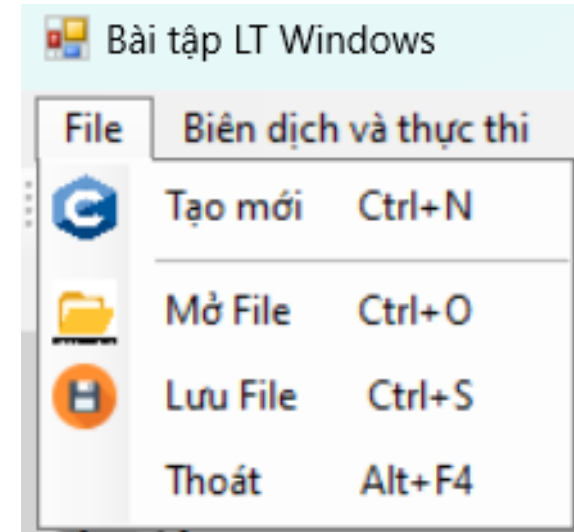 Bài tập LT Windows
File Biên dịch và thực thi
Tạo mới Ctrl+N
Mở File Ctrl+O
Lưu File Ctrl+S
Thoát Alt+F4